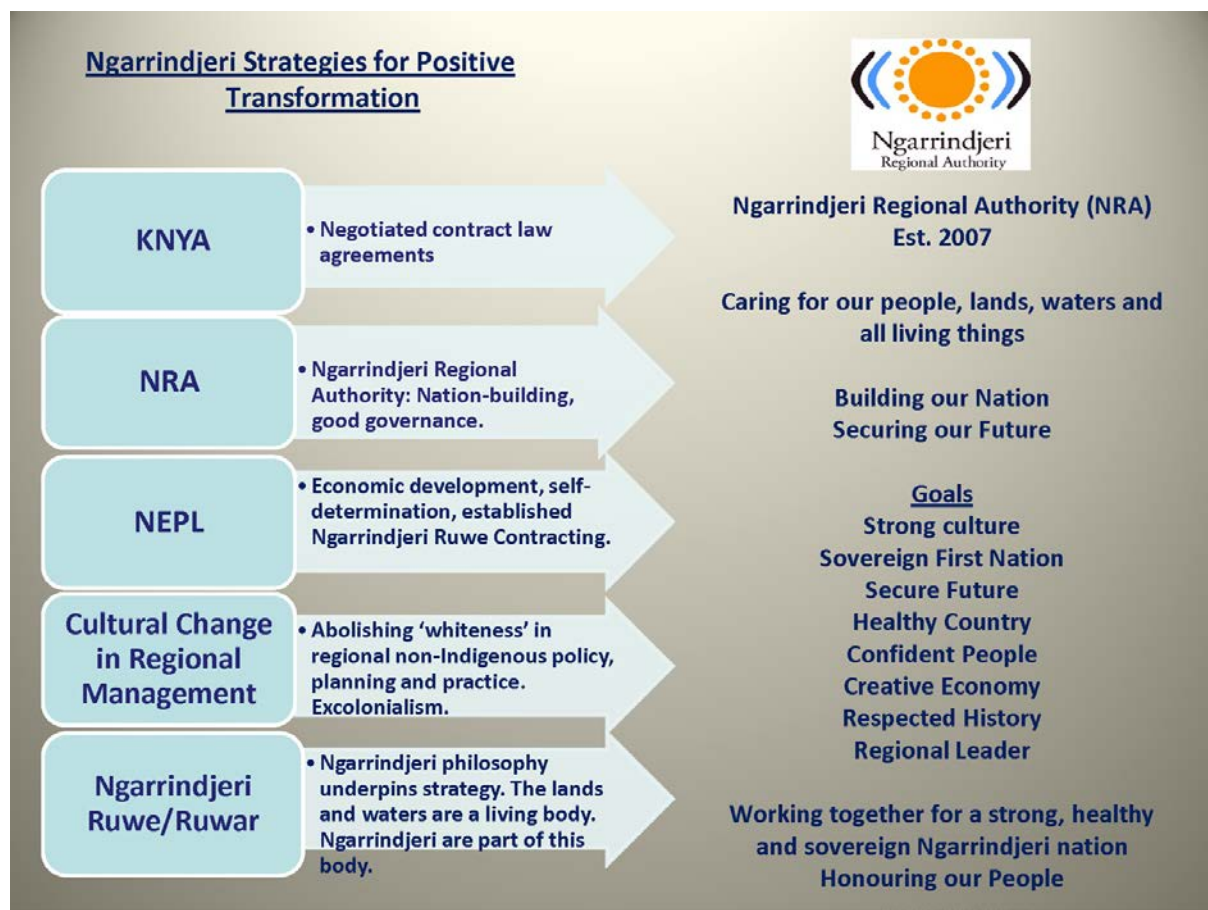 Ngarrindjeri Strategies for Positive
Transformation
KNYA
• Negotiated contract law
agreements
NRA
• Ngarrindjeri Regional
Authority: Nation-building,
good governance.
NEPL
• Economic development, self-
determination, established
Ngarrindjeri Ruwe Contracting.
Cultural Change
in Regional
Management
• Abolishing ‘whiteness’ in
regional non-Indigenous policy,
planning and practice.
Excolonialism.
Ngarrindjeri
Ruwe/Ruwar
• Ngarrindjeri philosophy
underpins strategy. The lands
and waters are a living body.
Ngarrindjeri are part of this
body.
Ngarrindjeri
Regional Authority
Ngarrindjeri Regional Authority (NRA)
Est. 2007
Caring for our people, lands, waters and
all living things
Building our Nation
Securing our Future
Goals
Strong culture
Sovereign First Nation
Secure Future
Healthy Country
Confident People
Creative Economy
Respected History
Regional Leader
Working together for a strong, healthy
and sovereign Ngarrindjeri nation
Honouring our People